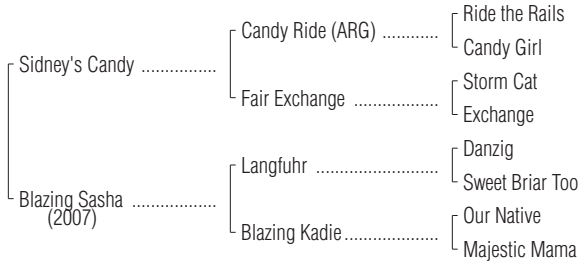 Ride the Rails
Candy Ride (ARG) ............
Candy Girl
Sidney's Candy ................
Storm Cat
Fair Exchange ..................
Exchange
Danzig
Langfuhr ..........................
Sweet Briar Too
Blazing Sasha ..................
(2007)
Our Native
Blazing Kadie....................
Majestic Mama